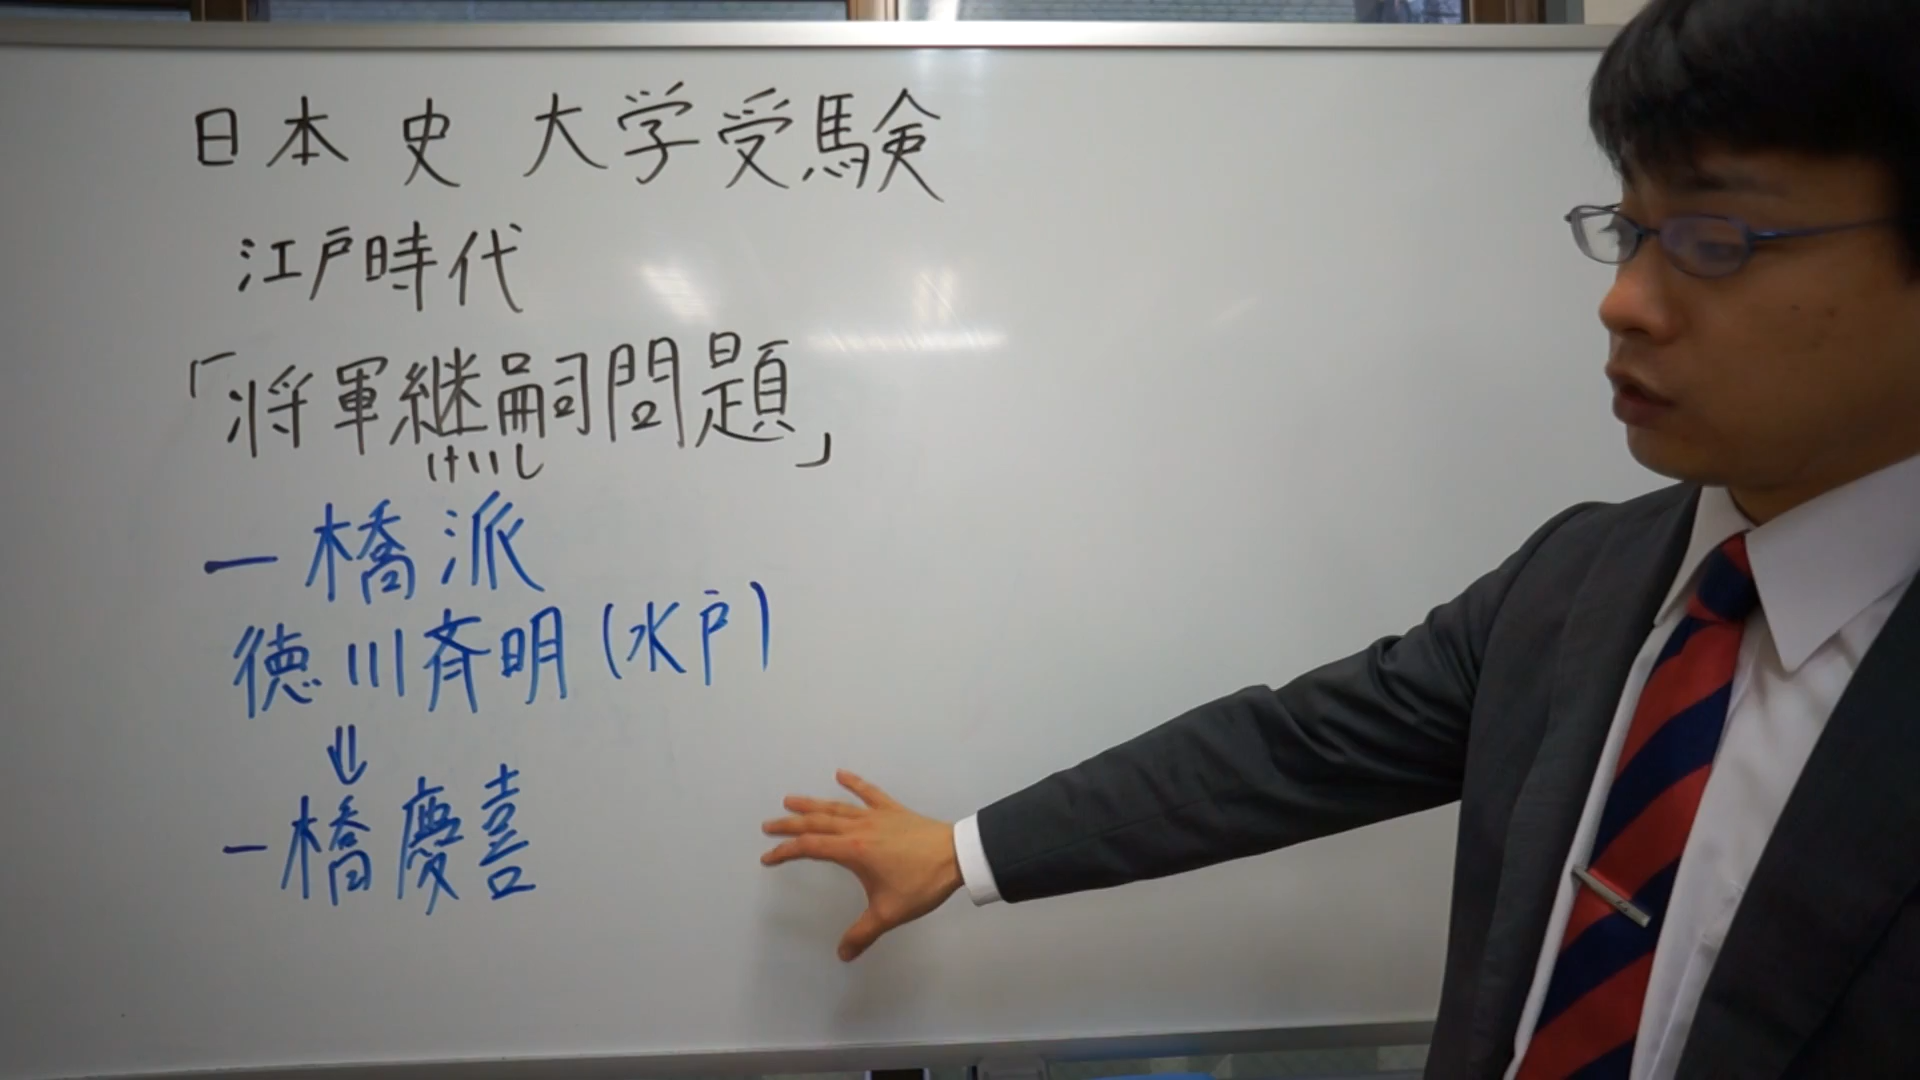 日本史 大学受験
江戸時代
「将軍継嗣問題」
けいし
一橋派
徳川斉明(水戸)
⇓
一橋慶喜